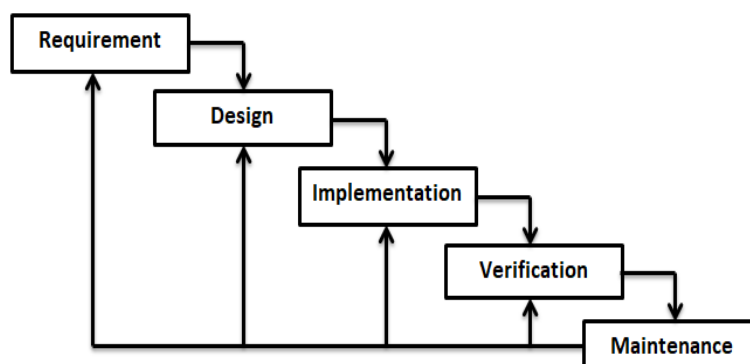 Requirement
Design
Implementation
Verification
Maintenance